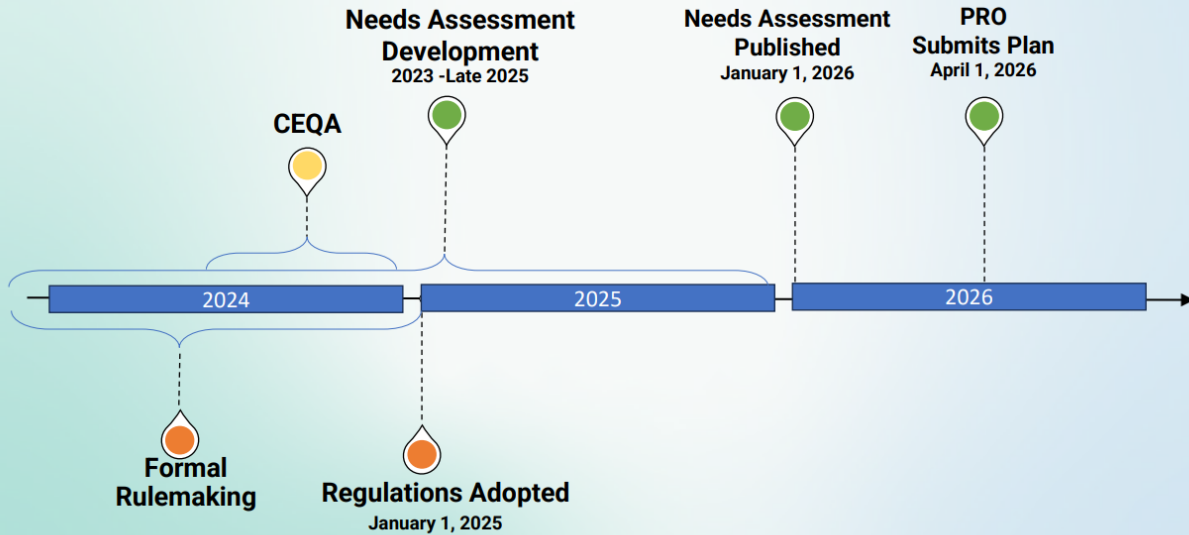 Needs Assessment
Development
2023 -Late 2025
Needs Assessment
Published
January 1, 2026
PRO
Submits Plan
April 1, 2026
CEQA
2024
2025
2026
Formal
Rulemaking
Regulations Adopted
January 1, 2025